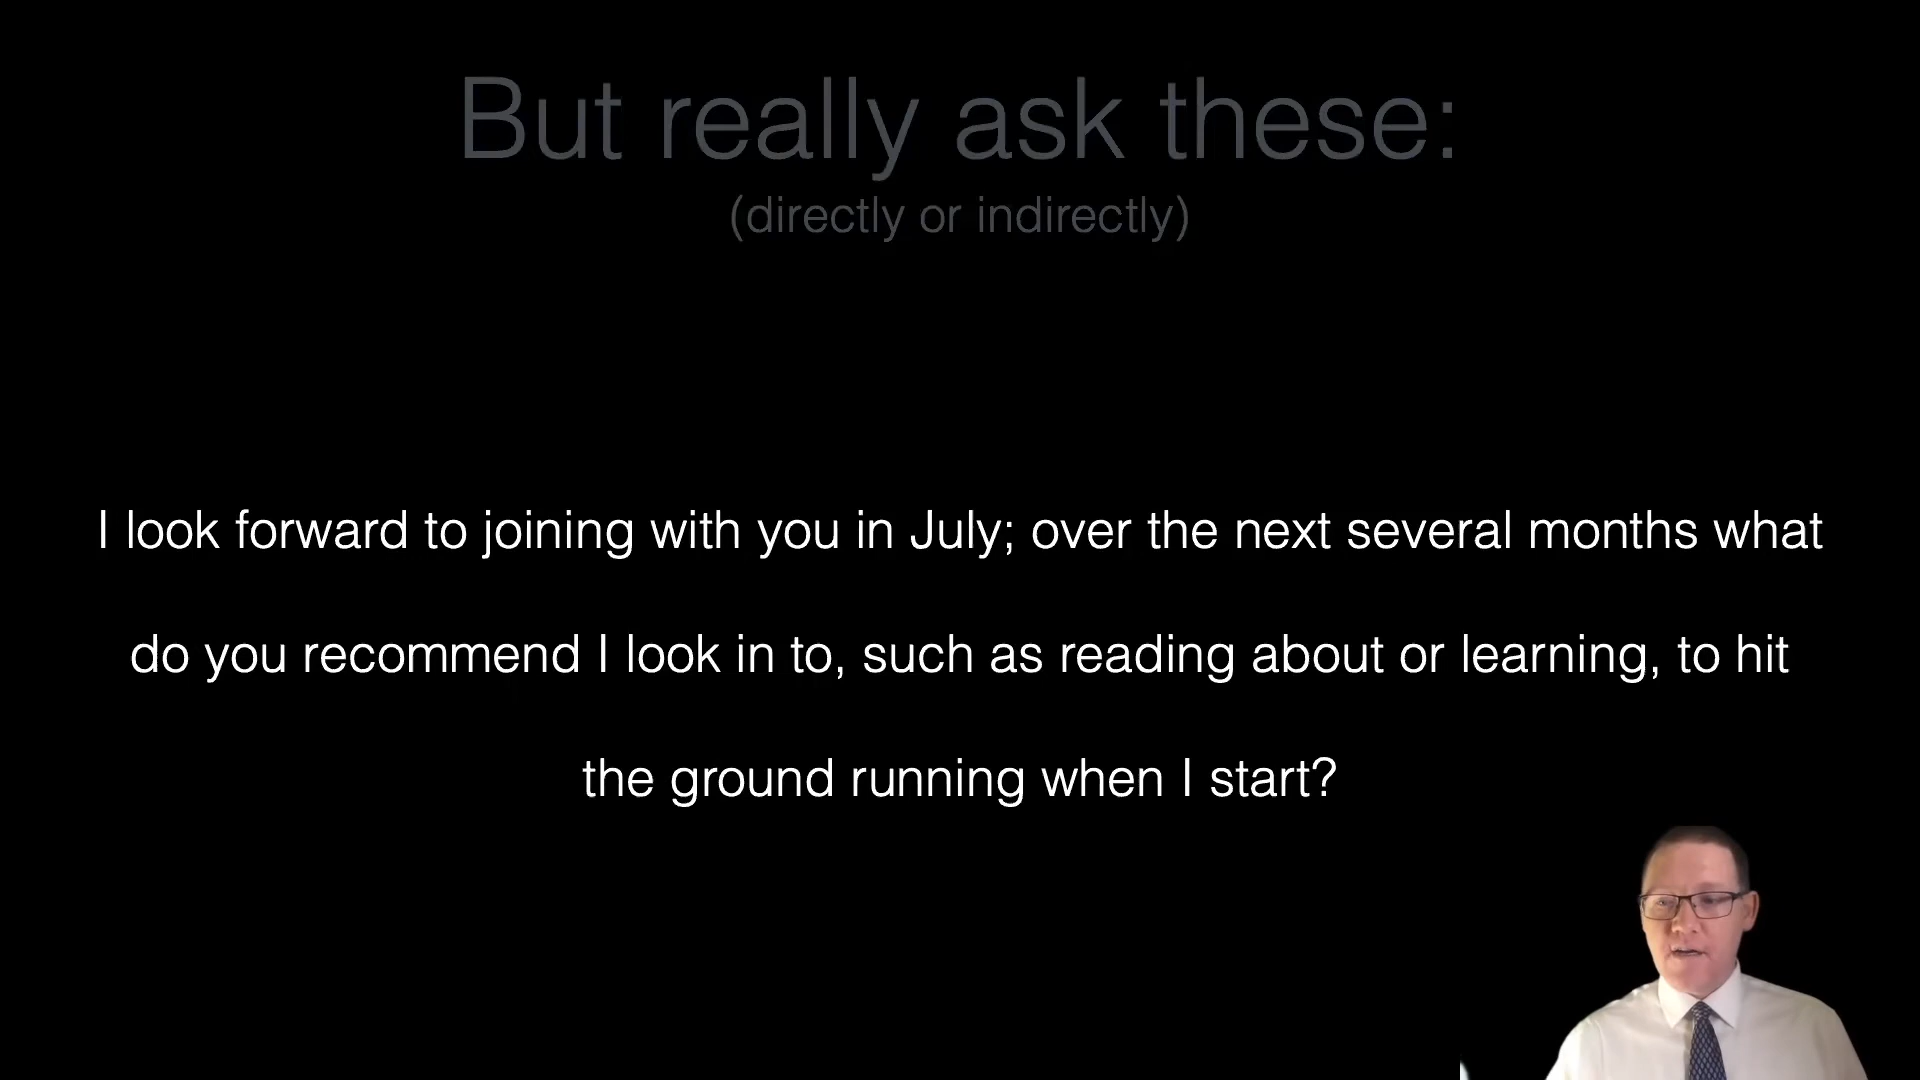 But really ask these:
(directly or indirectly)
I look forward to joining with you in July; over the next several months what
do you recommend I look in to, such as reading about or learning, to hit
the ground running when I start?